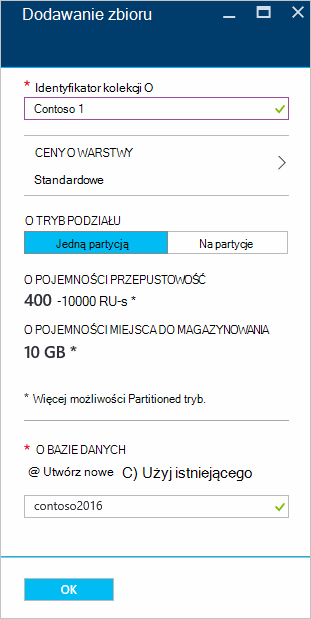 Dodawanie zbioru
* Identyfikator kolekcji O
Contoso 1
CENY O WARSTWY
Standardowe
O TRYB PODZIAŁU
Jedną partycją
Na partycje
O POJEMNOŚCI PRZEPUSTOWOŚĆ
400 -10000 RU-s *
O POJEMNOŚCI MIEJSCA DO MAGAZYNOWANIA
10 GB *
* Więcej możliwości Partitioned tryb.
* O BAZIE DANYCH
@ Utwórz nowe C) Użyj istniejącego
contoso2016
OK